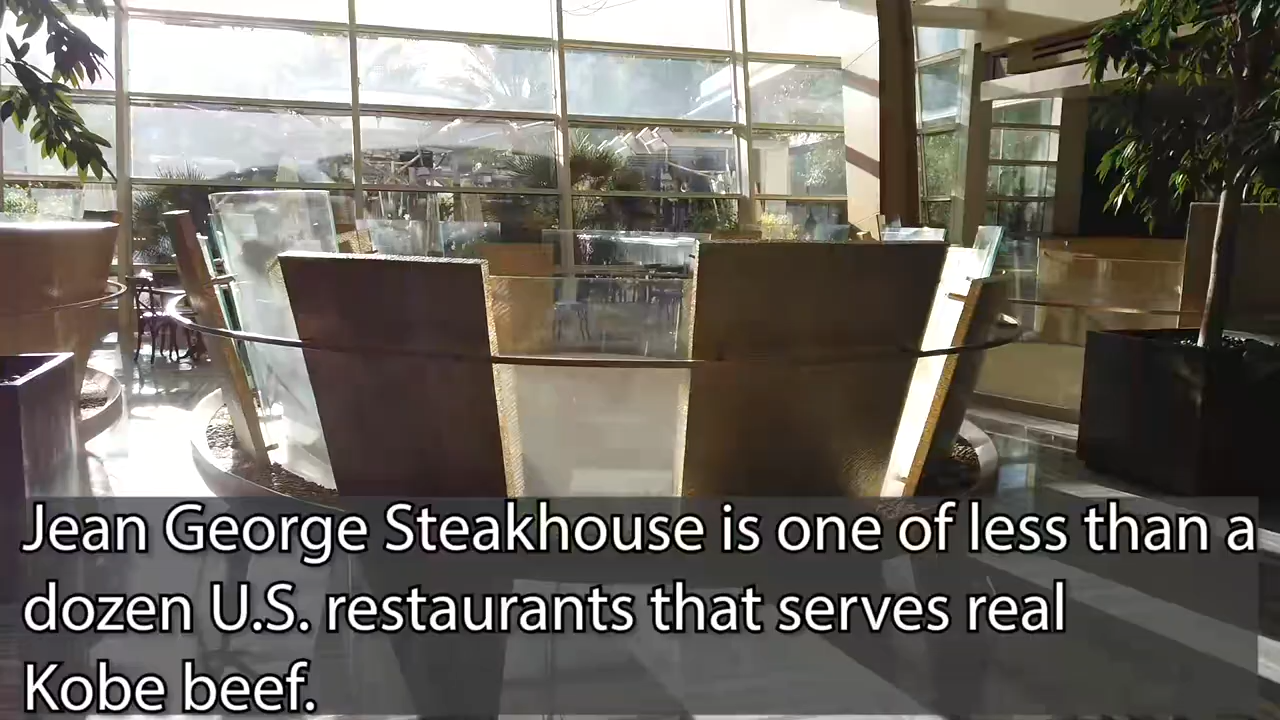 Jean George Steakhouse is one of less than a
dozen U.S. restaurants that serves real
Kobe beef.